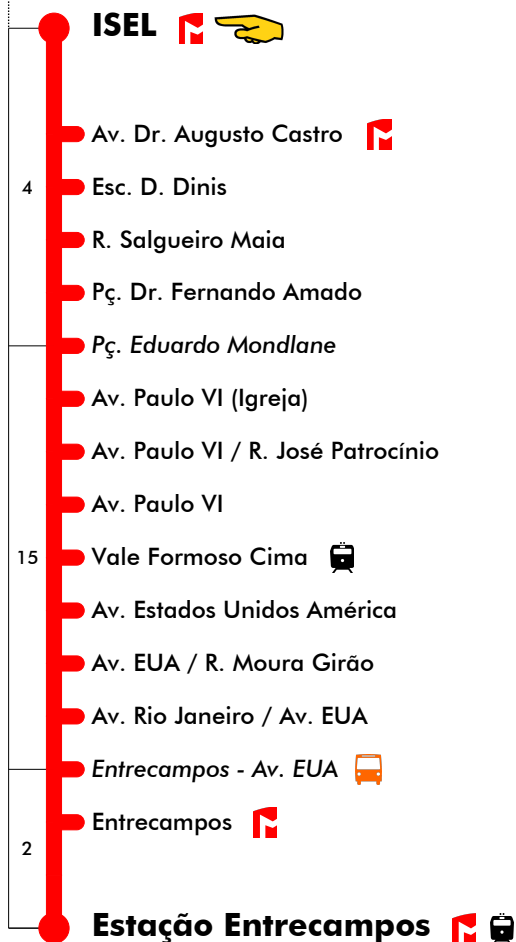 ISEL
Av. Dr. Augusto Castro
4
Esc. D. Dinis
R. Salgueiro Maia
Pç. Dr. Fernando Amado
Pç. Eduardo Mondlane
Av. Paulo VI (Igreja)
Av. Paulo VI / R. José Patrocínio
Av. Paulo VI
15
Vale Formoso Cima
Av. Estados Unidos América
Av. EUA / R. Moura Girão
Av. Rio Janeiro / Av. EUA
Entrecampos - Av. EUA
Entrecampos
2
Estação Entrecampos